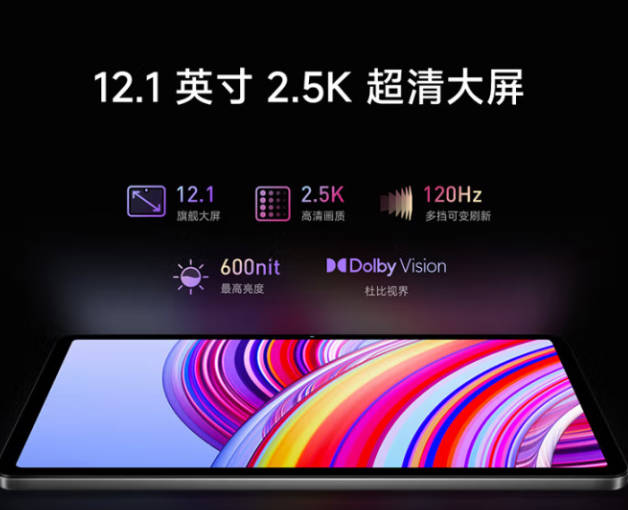 12.1 英寸 2.5K 超清大屏
12.1
旗舰大屏
2.5K
高清画质
120Hz
多挡可变刷新
600nit
最高亮度
Dolby Vision
杜比视界